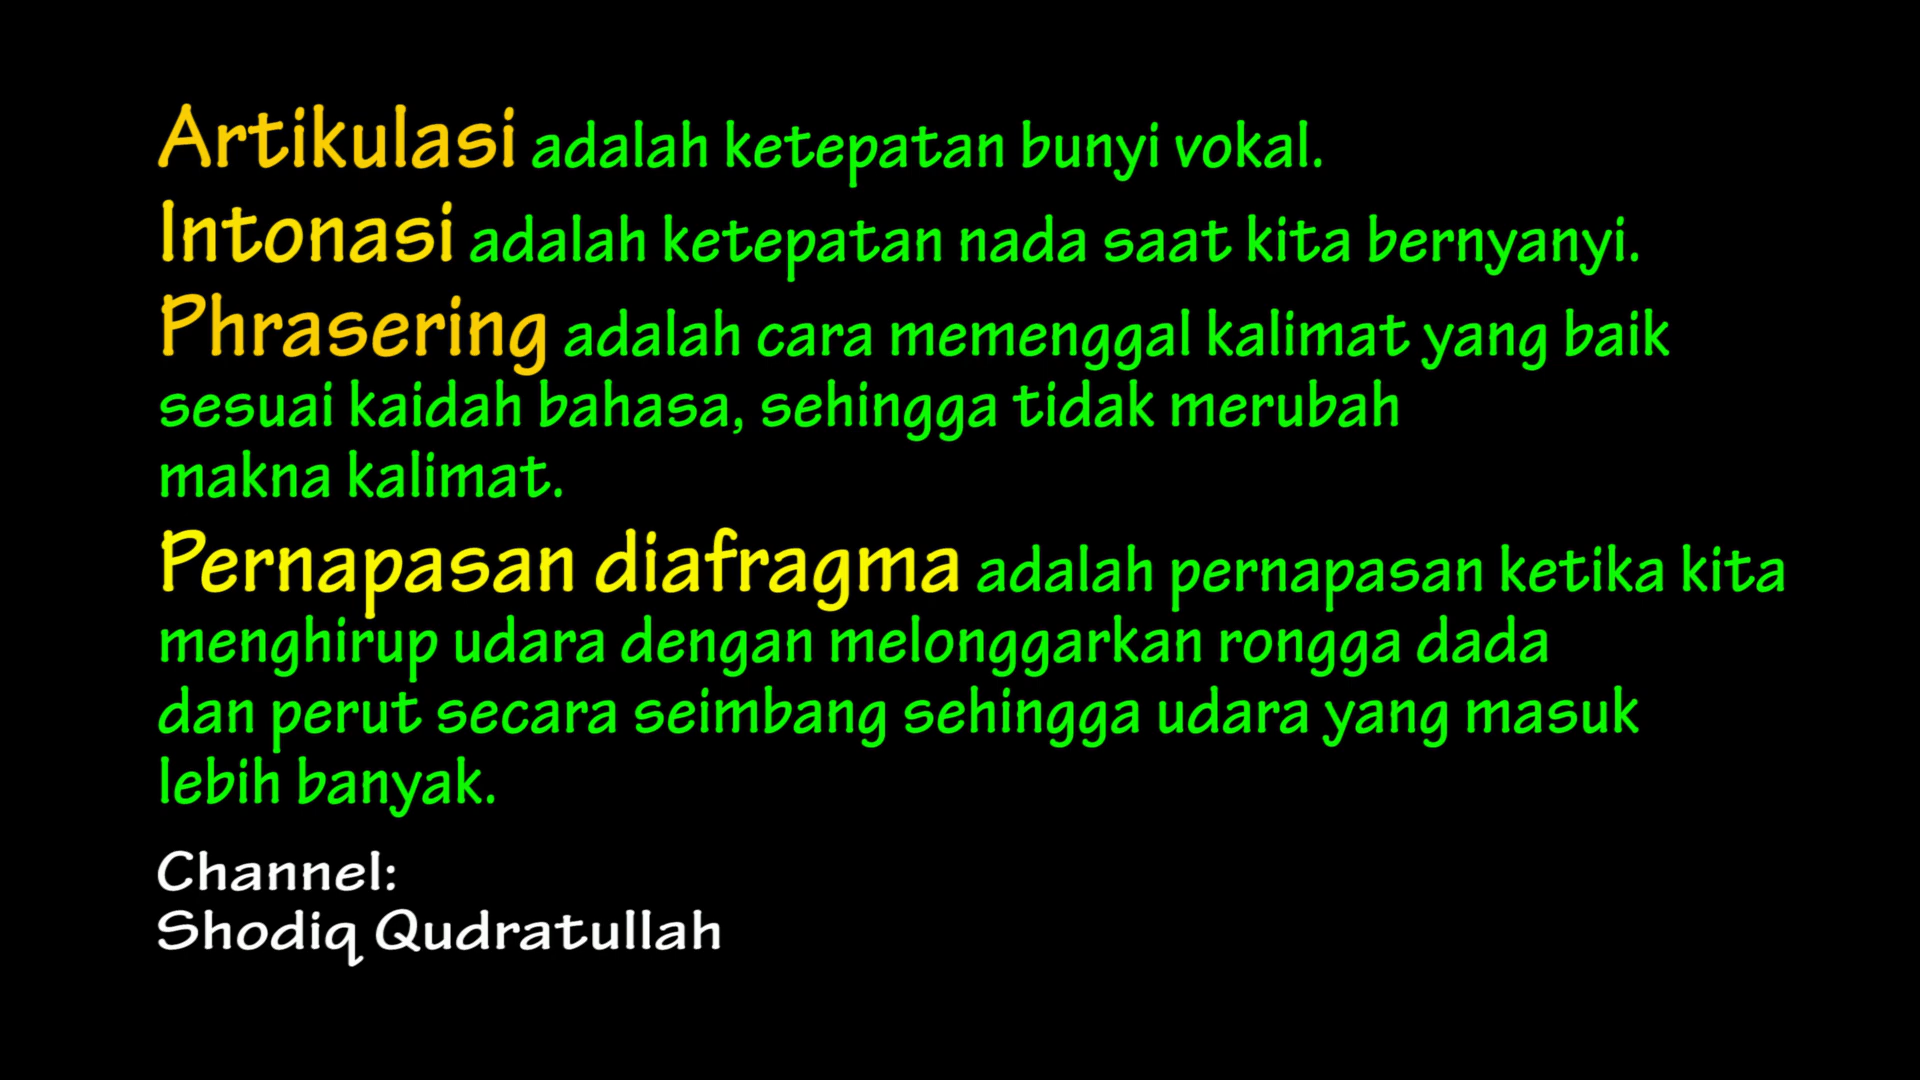 Artikulasi adalah ketepatan bunyi vokal.
Intonasi adalah ketepatan nada saat kita bernyanyi.
Phrasering adalah cara memenggal kalimat yang baik
sesuai kaidah bahasa, sehingga tidak merubah
makna kalimat.
Pernapasan diafragma adalah pernapasan ketika kita
menghirup udara dengan melonggarkan rongga dada
dan perut secara seimbang sehingga udara yang masuk
lebih banyak.
Channel:
Shodiq Qudratullah